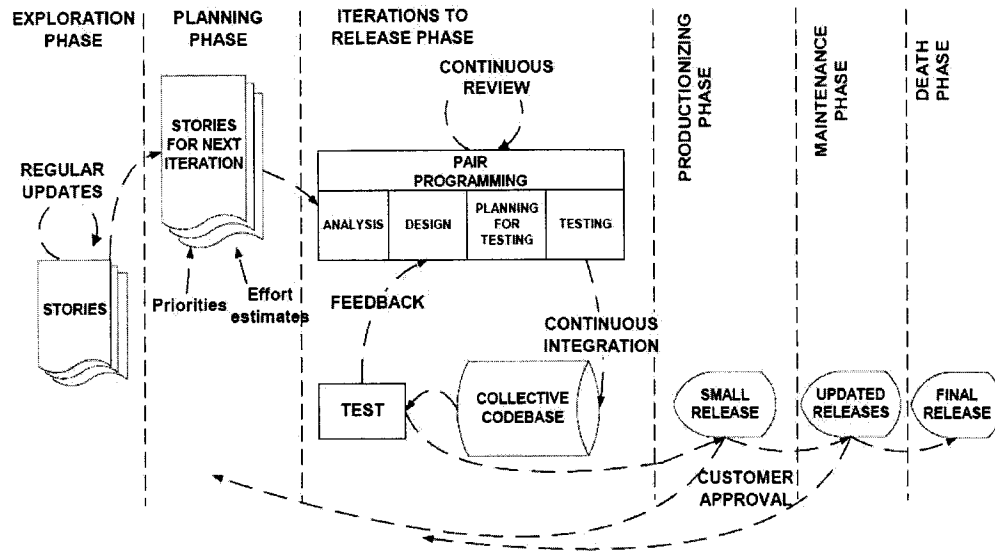 EXPLORATION
PHASE
PLANNING
PHASE
ITERATIONS TO
RELEASE PHASE
PRODUCTIONIZING
PHASE
MAINTENANCE
PHASE
DEATH
PHASE
CONTINUOUS
REVIEW
REGULAR
UPDATES
STORIES
STORIES
FOR NEXT
ITERATION
Priorities
Effort
estimates
PAIR
PROGRAMMING
ANALYSIS
DESIGN
PLANNING
FOR
TESTING
TESTING
FEEDBACK
CONTINUOUS
INTEGRATION
TEST
COLLECTIVE
CODEBASE
SMALL
RELEASE
UPDATED
RELEASES
FINAL
RELEASE
CUSTOMER
APPROVAL